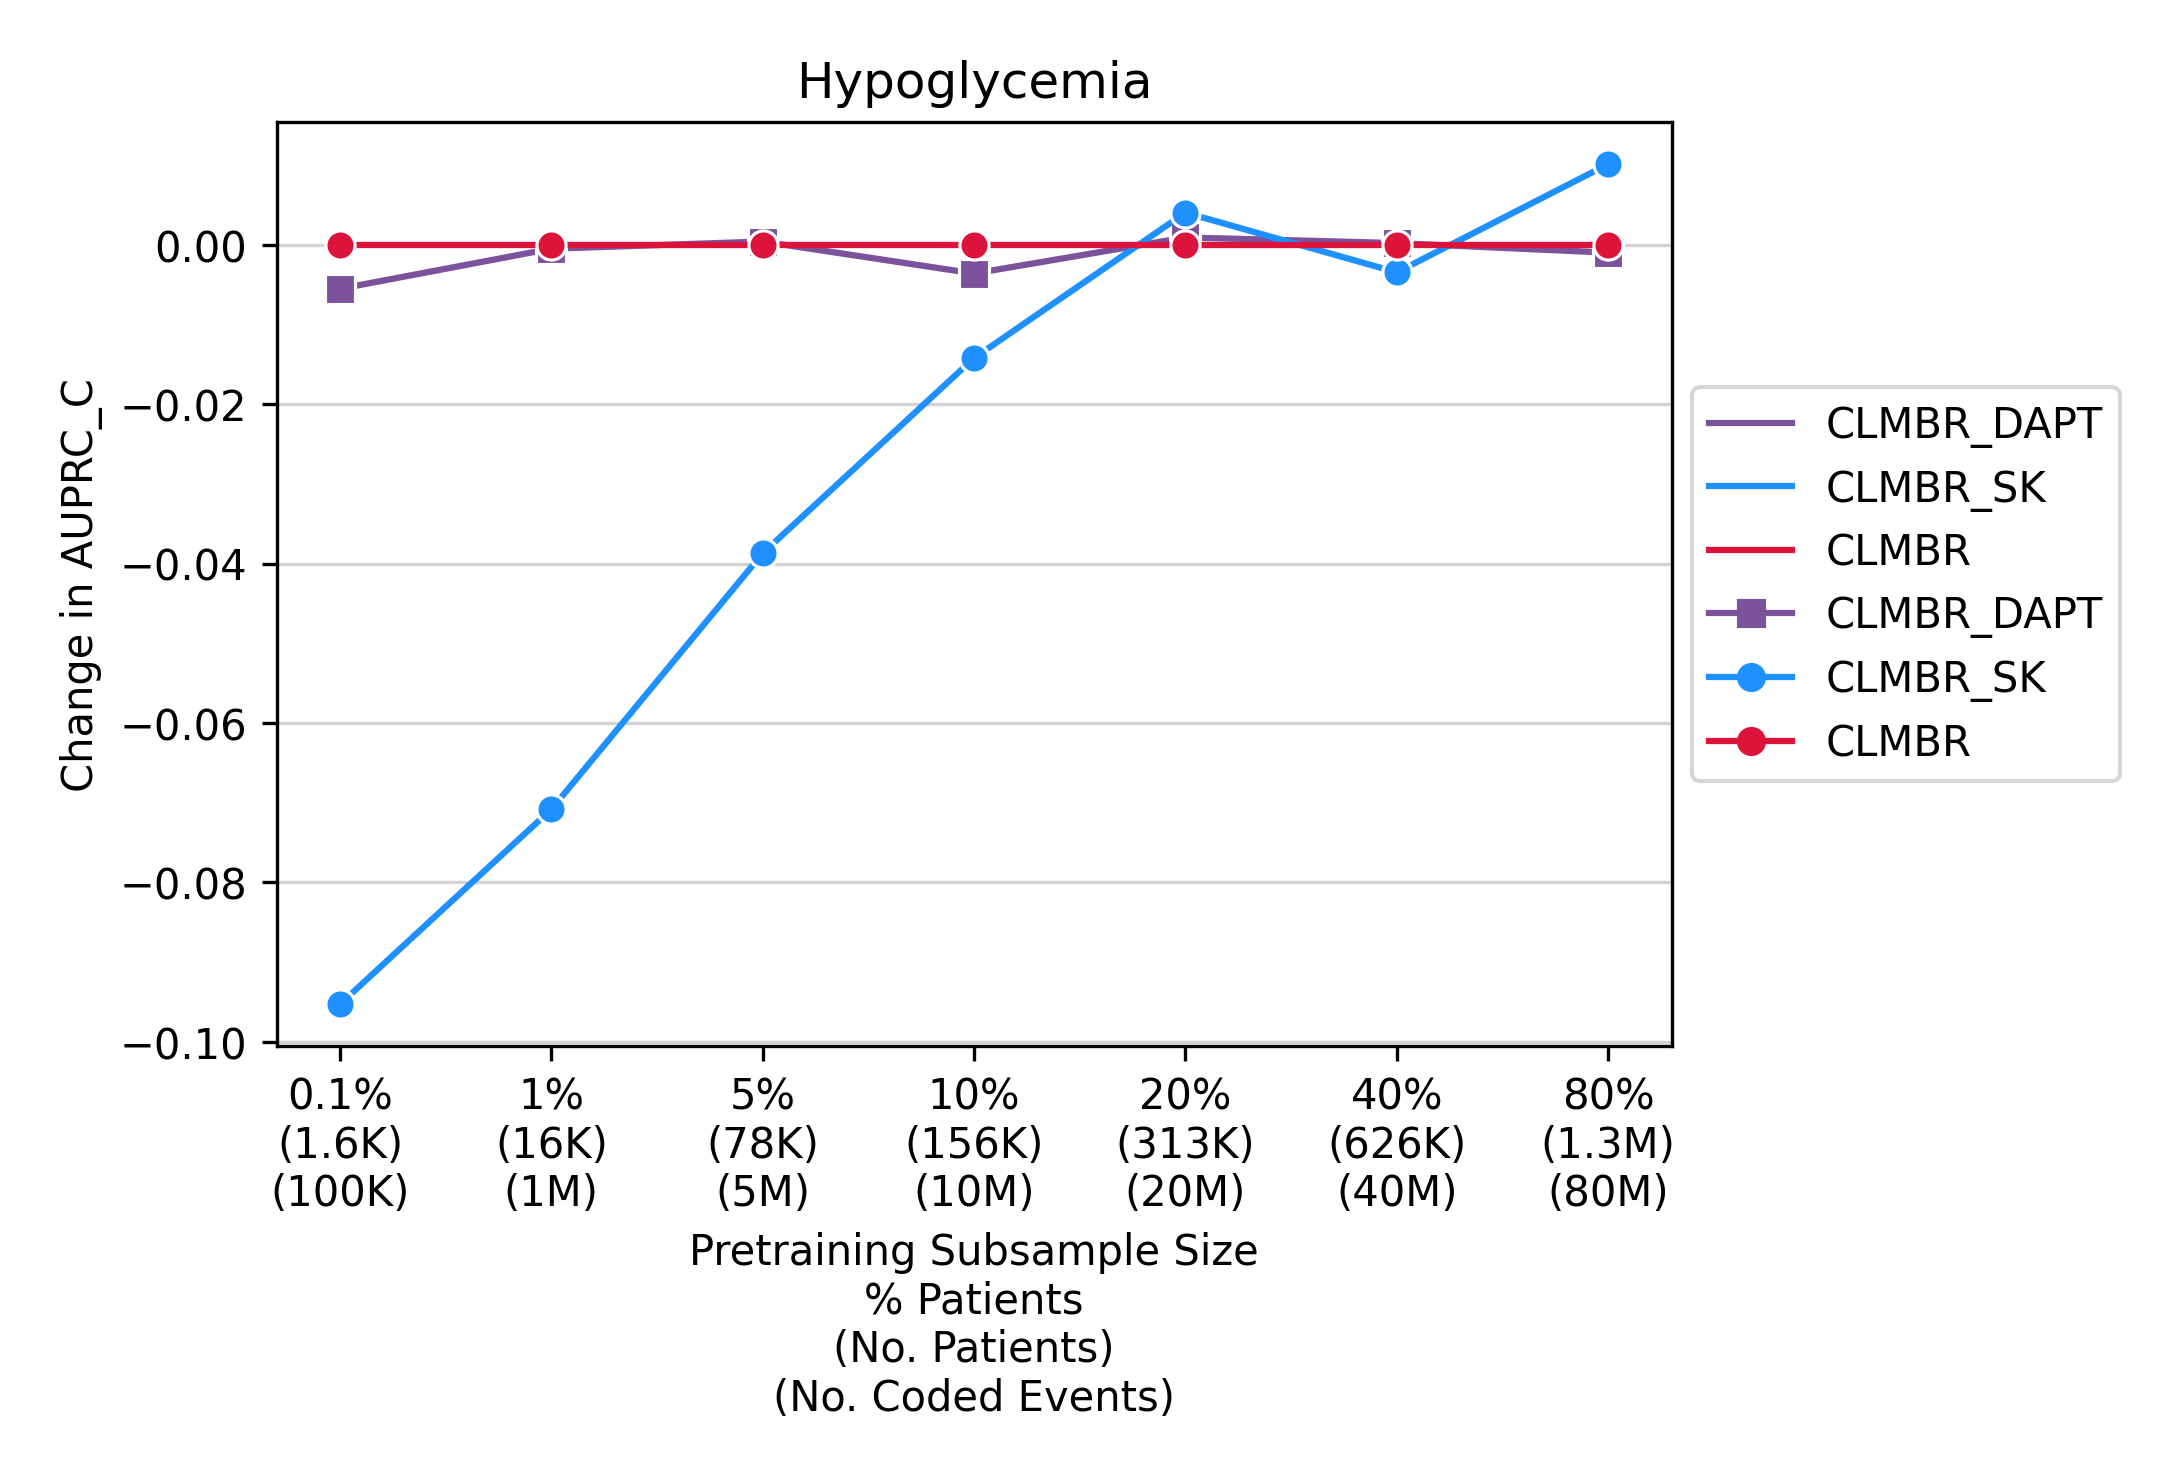 Hypoglycemia
Change in AUPRC_C
0.00
−0.02
−0.04
−0.06
−0.08
−0.10
0.1% 1% 5% 10% 20% 40% 80%
(1.6K) (16K) (78K) (156K) (313K) (626K) (1.3M)
(100K) (1M) (5M) (10M) (20M) (40M) (80M)
Pretraining Subsample Size
% Patients
(No. Patients)
(No. Coded Events)
CLMBR_DAPT
CLMBR_SK
CLMBR
CLMBR_DAPT
CLMBR_SK
CLMBR